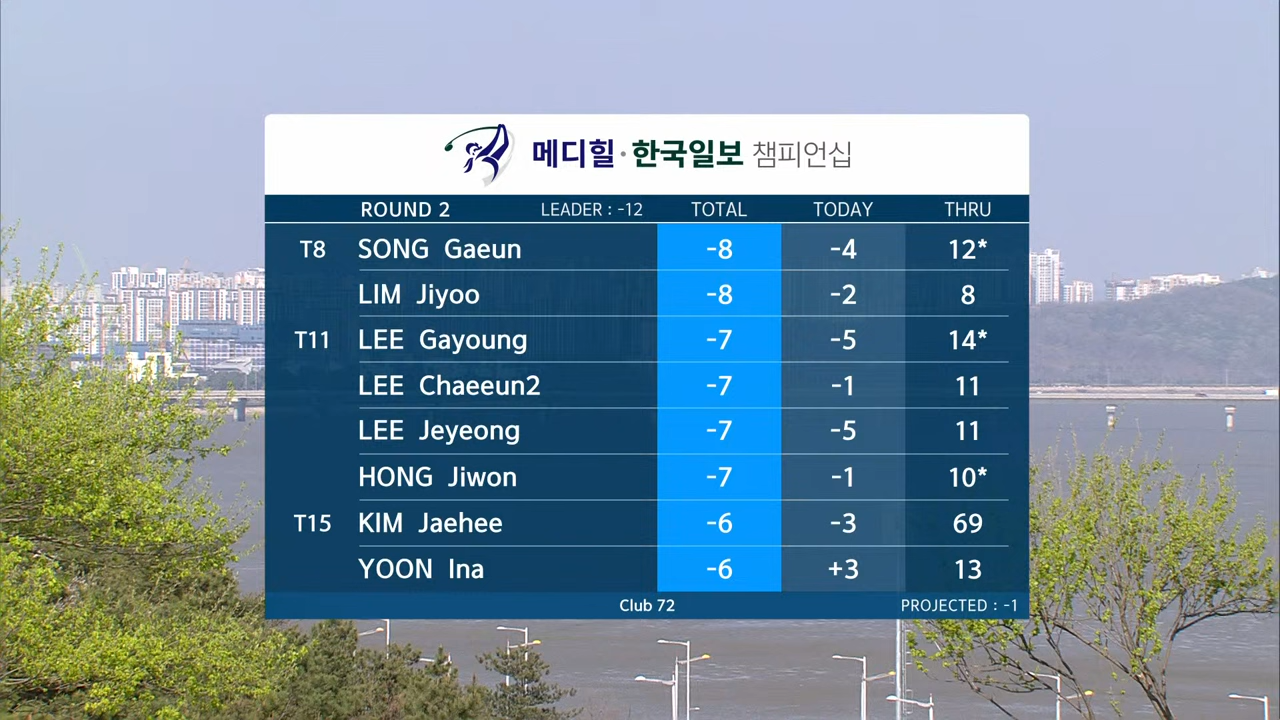 메디힐·한국일보 챔피언십
ROUND 2 LEADER : -12 TOTAL TODAY THRU
T8 SONG Gaeun -8 -4 12*
LIM Jiyoo -8 -2 8
T11 LEE Gayoung -7 -5 14*
LEE Chaeeun2 -7 -1 11
LEE Jeyeong -7 -5 11
HONG Jiwon -7 -1 10*
T15 KIM Jaehee -6 -3 69
YOON Ina -6 +3 13
Club 72 PROJECTED : -1